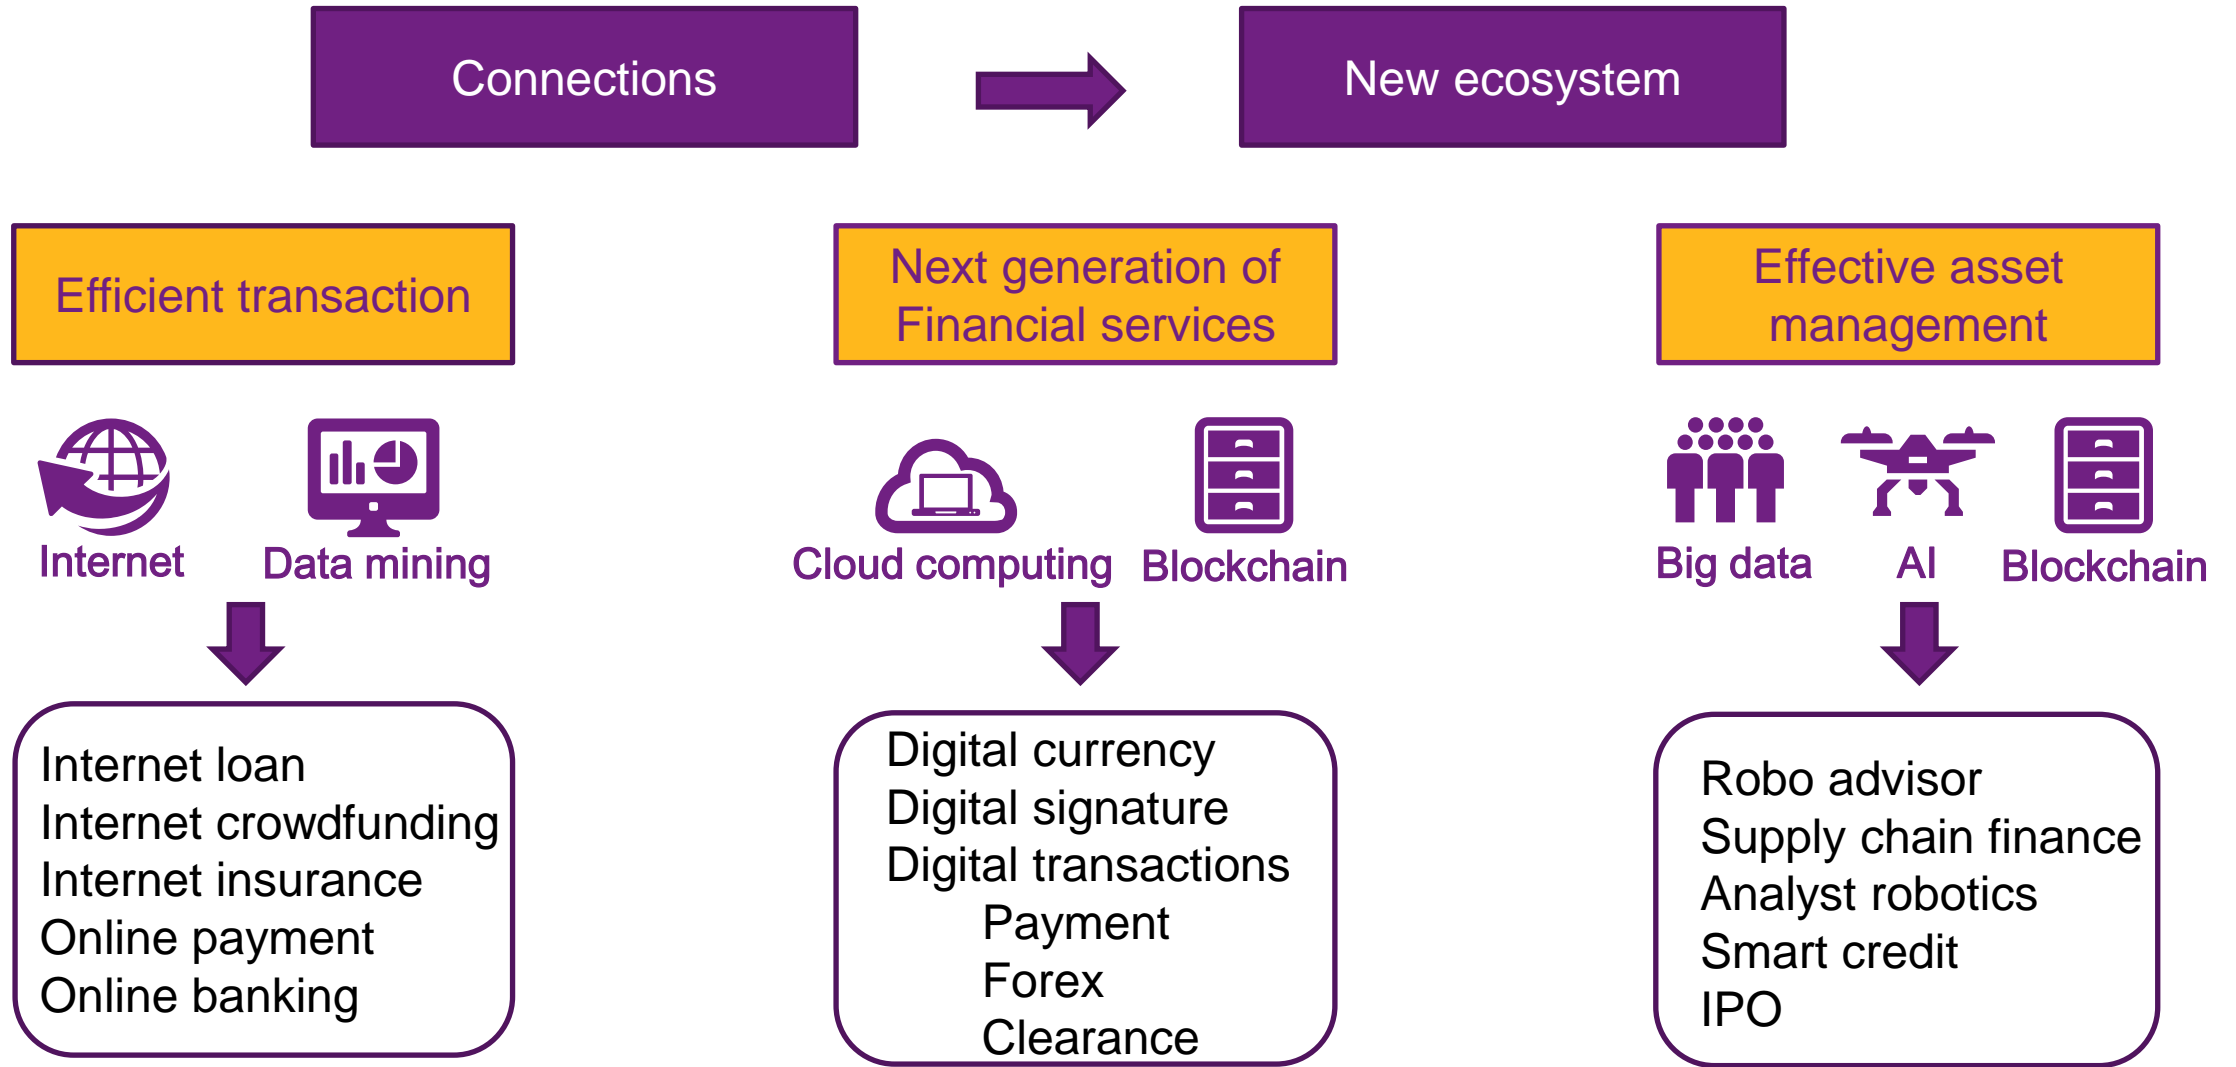 Connections
New ecosystem
Efficient transaction
Next generation of
Financial services
Effective asset
management
Internet
Data mining
Cloud computing
Blockchain
Big data
AI
Blockchain
Internet loan
Internet crowdfunding
Internet insurance
Online payment
Online banking
Digital currency
Digital signature
Digital transactions
Payment
Forex
Clearance
Robo advisor
Supply chain finance
Analyst robotics
Smart credit
IPO